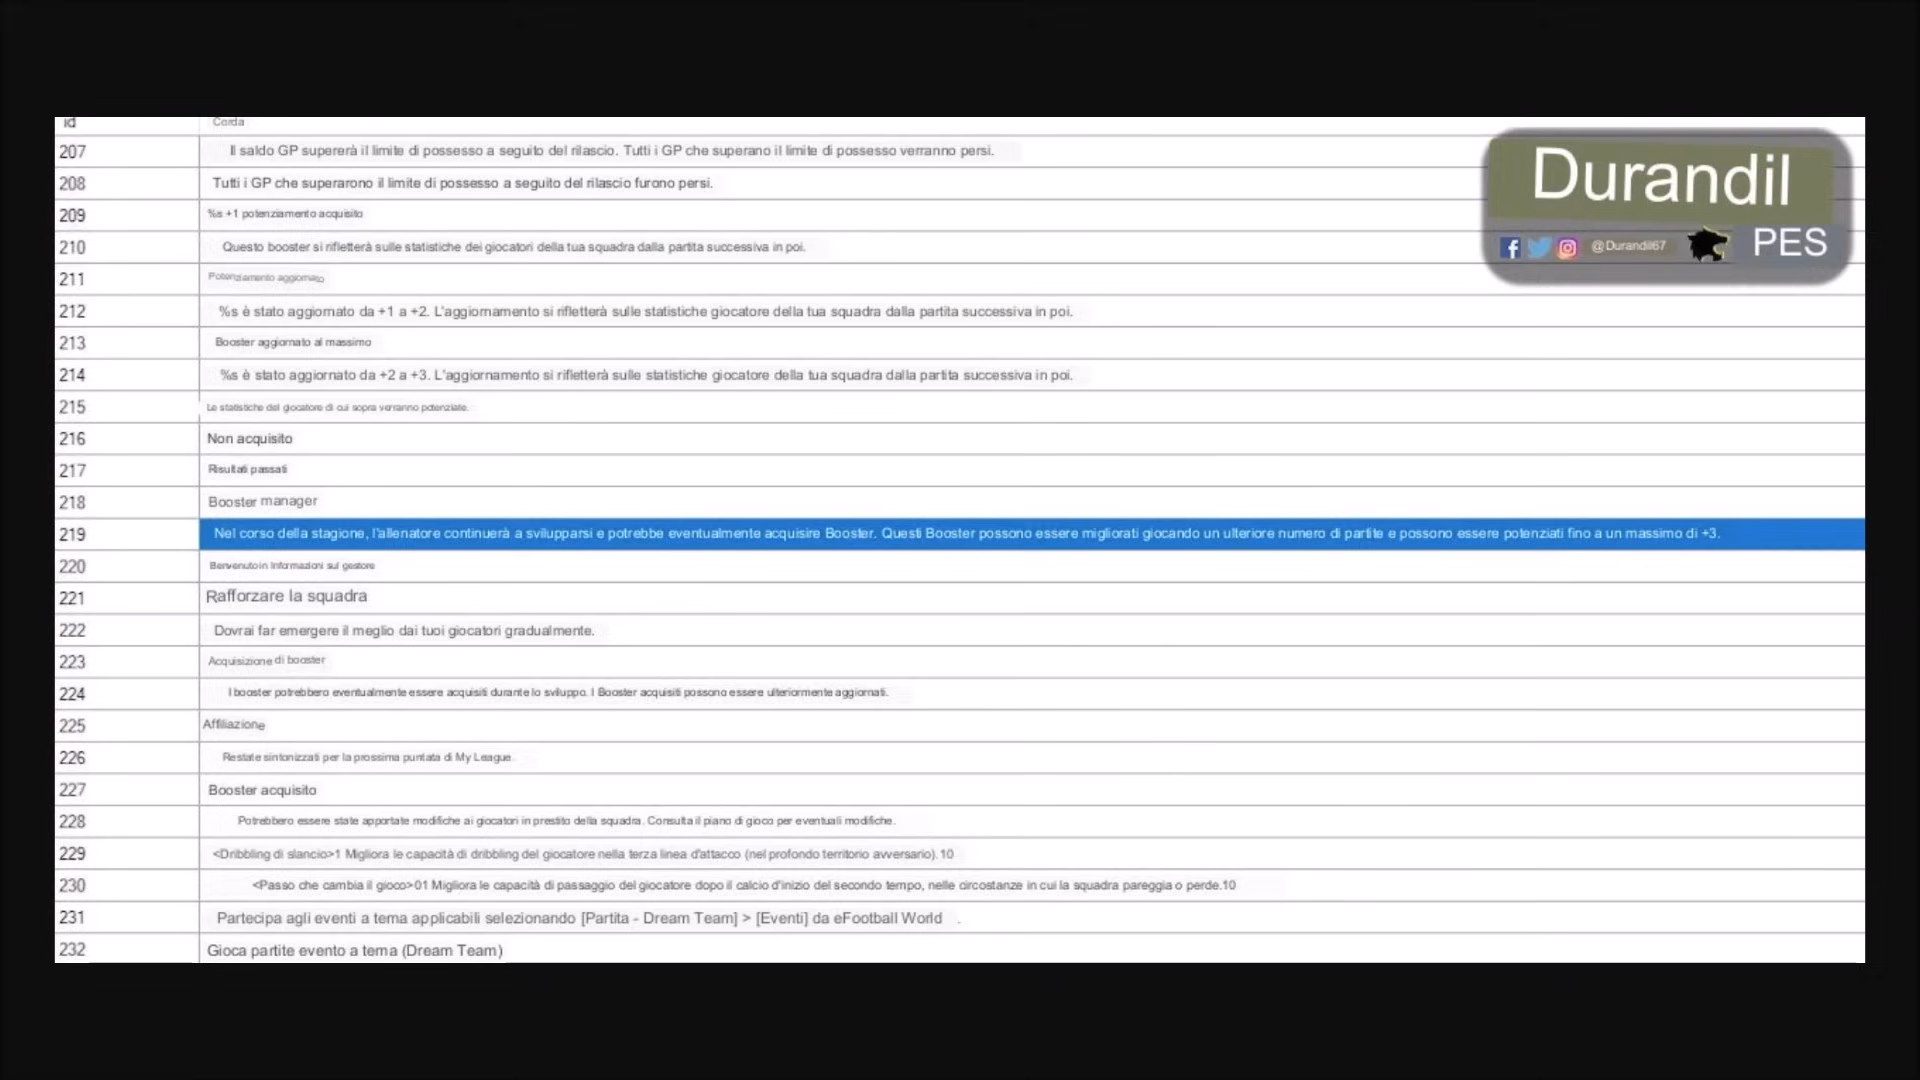 id Corda
207 Il saldo GP supererà il limite di possesso a seguito del rilascio. Tutti i GP che superano il limite di possesso verranno persi.
208 Tutti i GP che superarono il limite di possesso a seguito del rilascio furono persi.
209 %s +1 potenziamento acquisito
210 Questo booster si rifletterà sulle statistiche dei giocatori della tua squadra dalla partita successiva in poi.
211 Potenziamento aggiornato
212 %s è stato aggiornato da +1 a +2. L'aggiornamento si rifletterà sulle statistiche giocatore della tua squadra dalla partita successiva in poi.
213 Booster aggiornato al massimo
214 %s è stato aggiornato da +2 a +3. L'aggiornamento si rifletterà sulle statistiche giocatore della tua squadra dalla partita successiva in poi.
215 Le statistiche del giocatore di cui sopra verranno potenziate.
216 Non acquisito
217 Risultati passati
218 Booster manager
219 Nel corso della stagione, l'allenatore continuerà a svilupparsi e potrebbe eventualmente acquisire Booster. Questi Booster possono essere migliorati giocando un ulteriore numero di partite e possono essere potenziati fino a un massimo di +3.
220 Benvenuto in Informazioni sul gestore
221 Rafforzare la squadra
222 Dovrai far emergere il meglio dai tuoi giocatori gradualmente.
223 Acquisizione di booster
224 I booster potrebbero eventualmente essere acquisiti durante lo sviluppo. I Booster acquisiti possono essere ulteriormente aggiornati.
225 Affiliazione
226 Restate sintonizzati per la prossima puntata di My League.
227 Booster acquisito
228 Potrebbero essere state apportate modifiche ai giocatori in prestito della squadra. Consulta il piano di gioco per eventuali modifiche.
229 <Dribbling di slancio>1 Migliora le capacità di dribbling del giocatore nella terza linea d'attacco (nel profondo territorio avversario).10
230 <Passo che cambia il gioco>01 Migliora le capacità di passaggio del giocatore dopo il calcio d'inizio del secondo tempo, nelle circostanze in cui la squadra pareggia o perde.10
231 Partecipa agli eventi a tema applicabili selezionando [Partita - Dream Team] > [Eventi] da eFootball World .
232 Gioca partite evento a tema (Dream Team)
Durandil
@Durandil67 PES